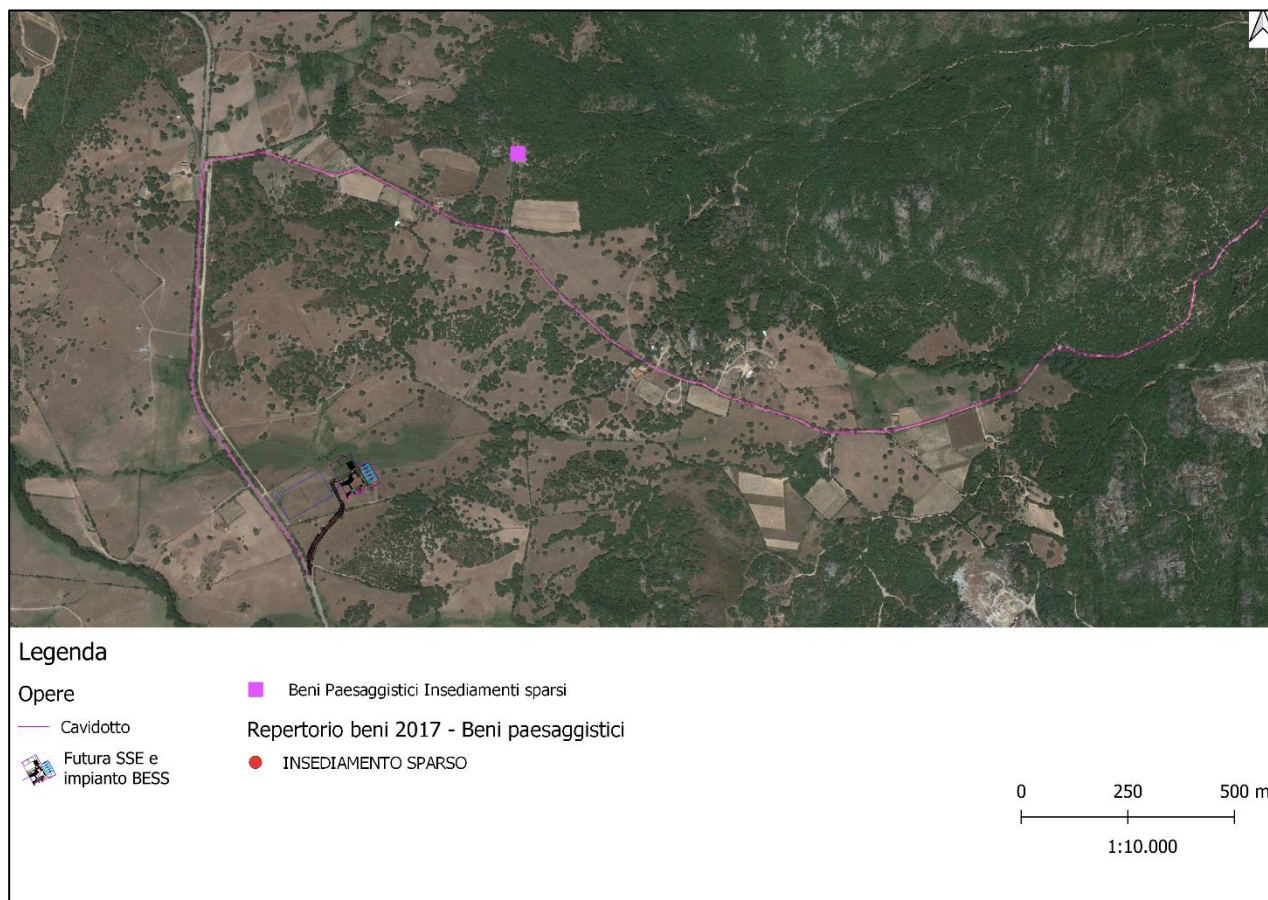 Legenda
Opere
Cavidotto
Futura SSE e
impianto BESS
Beni Paesaggistici Insediamenti sparsi
Repertorio beni 2017 - Beni paesaggistici
INSEDIAMENTO SPARSO
0 250 500 m
1:10.000